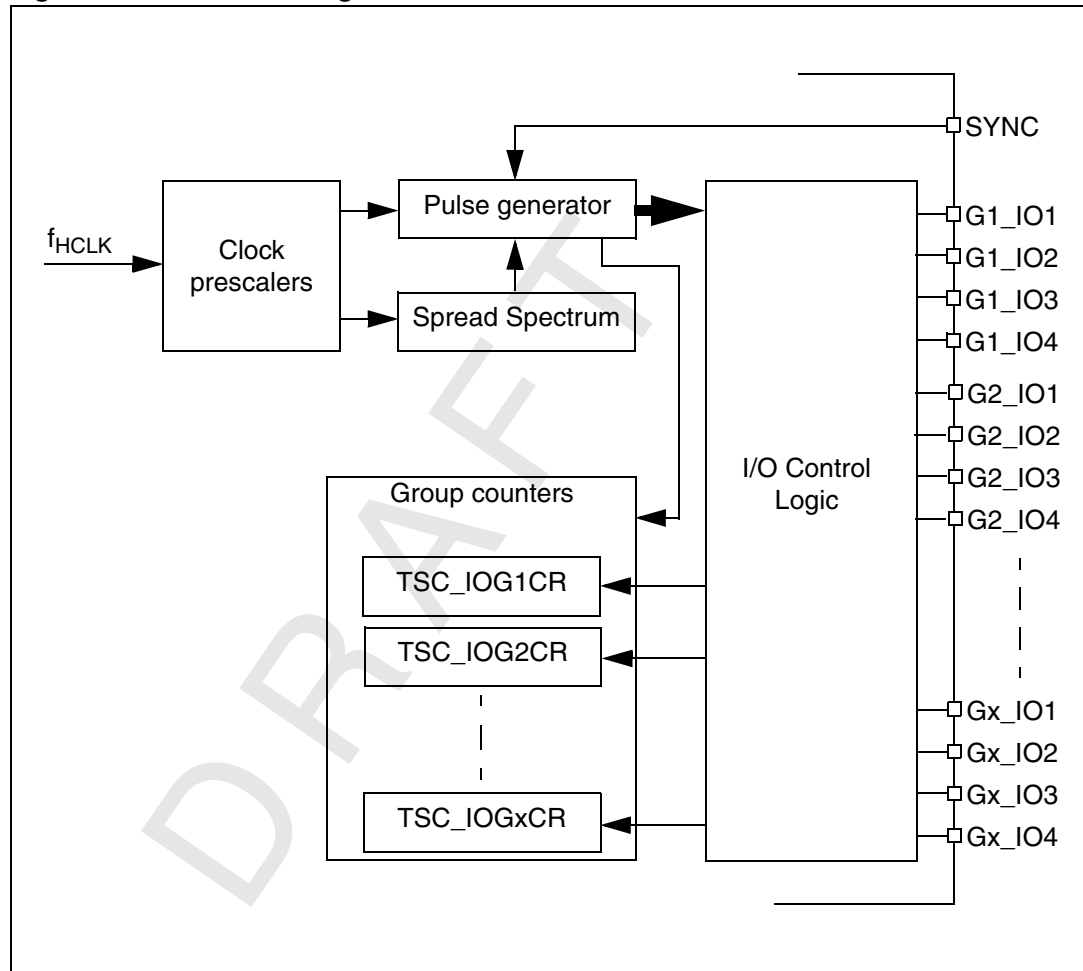 SYNC
Pulse generator
f_HCLK
Clock
prescalers
Spread Spectrum
G1_IO1
G1_IO2
G1_IO3
G1_IO4
G2_IO1
G2_IO2
G2_IO3
G2_IO4
I/O Control
Logic
Group counters
TSC_IOG1CR
TSC_IOG2CR
TSC_IOGxCR
Gx_IO1
Gx_IO2
Gx_IO3
Gx_IO4
DRAFT